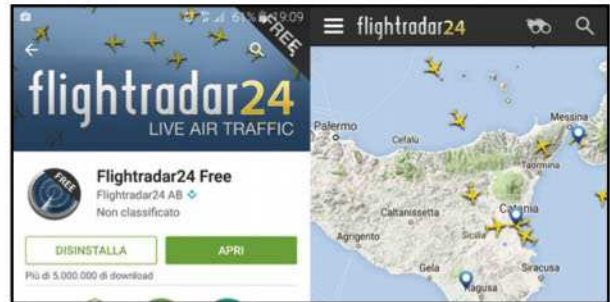 61% 19:09
FREE
flightradar24
LIVE AIR TRAFFIC
FREE
Flightradar24 Free
Flightradar24 AB
Non classificato
DISINSTALLA
APRI
Più di 5.000.000 di download
flightradar24
Messina
Palermo
Cefalù
Taormina
Caltanissetta
Catania
Sicilia
Agrigento
Gela
Siracusa
Ragusa